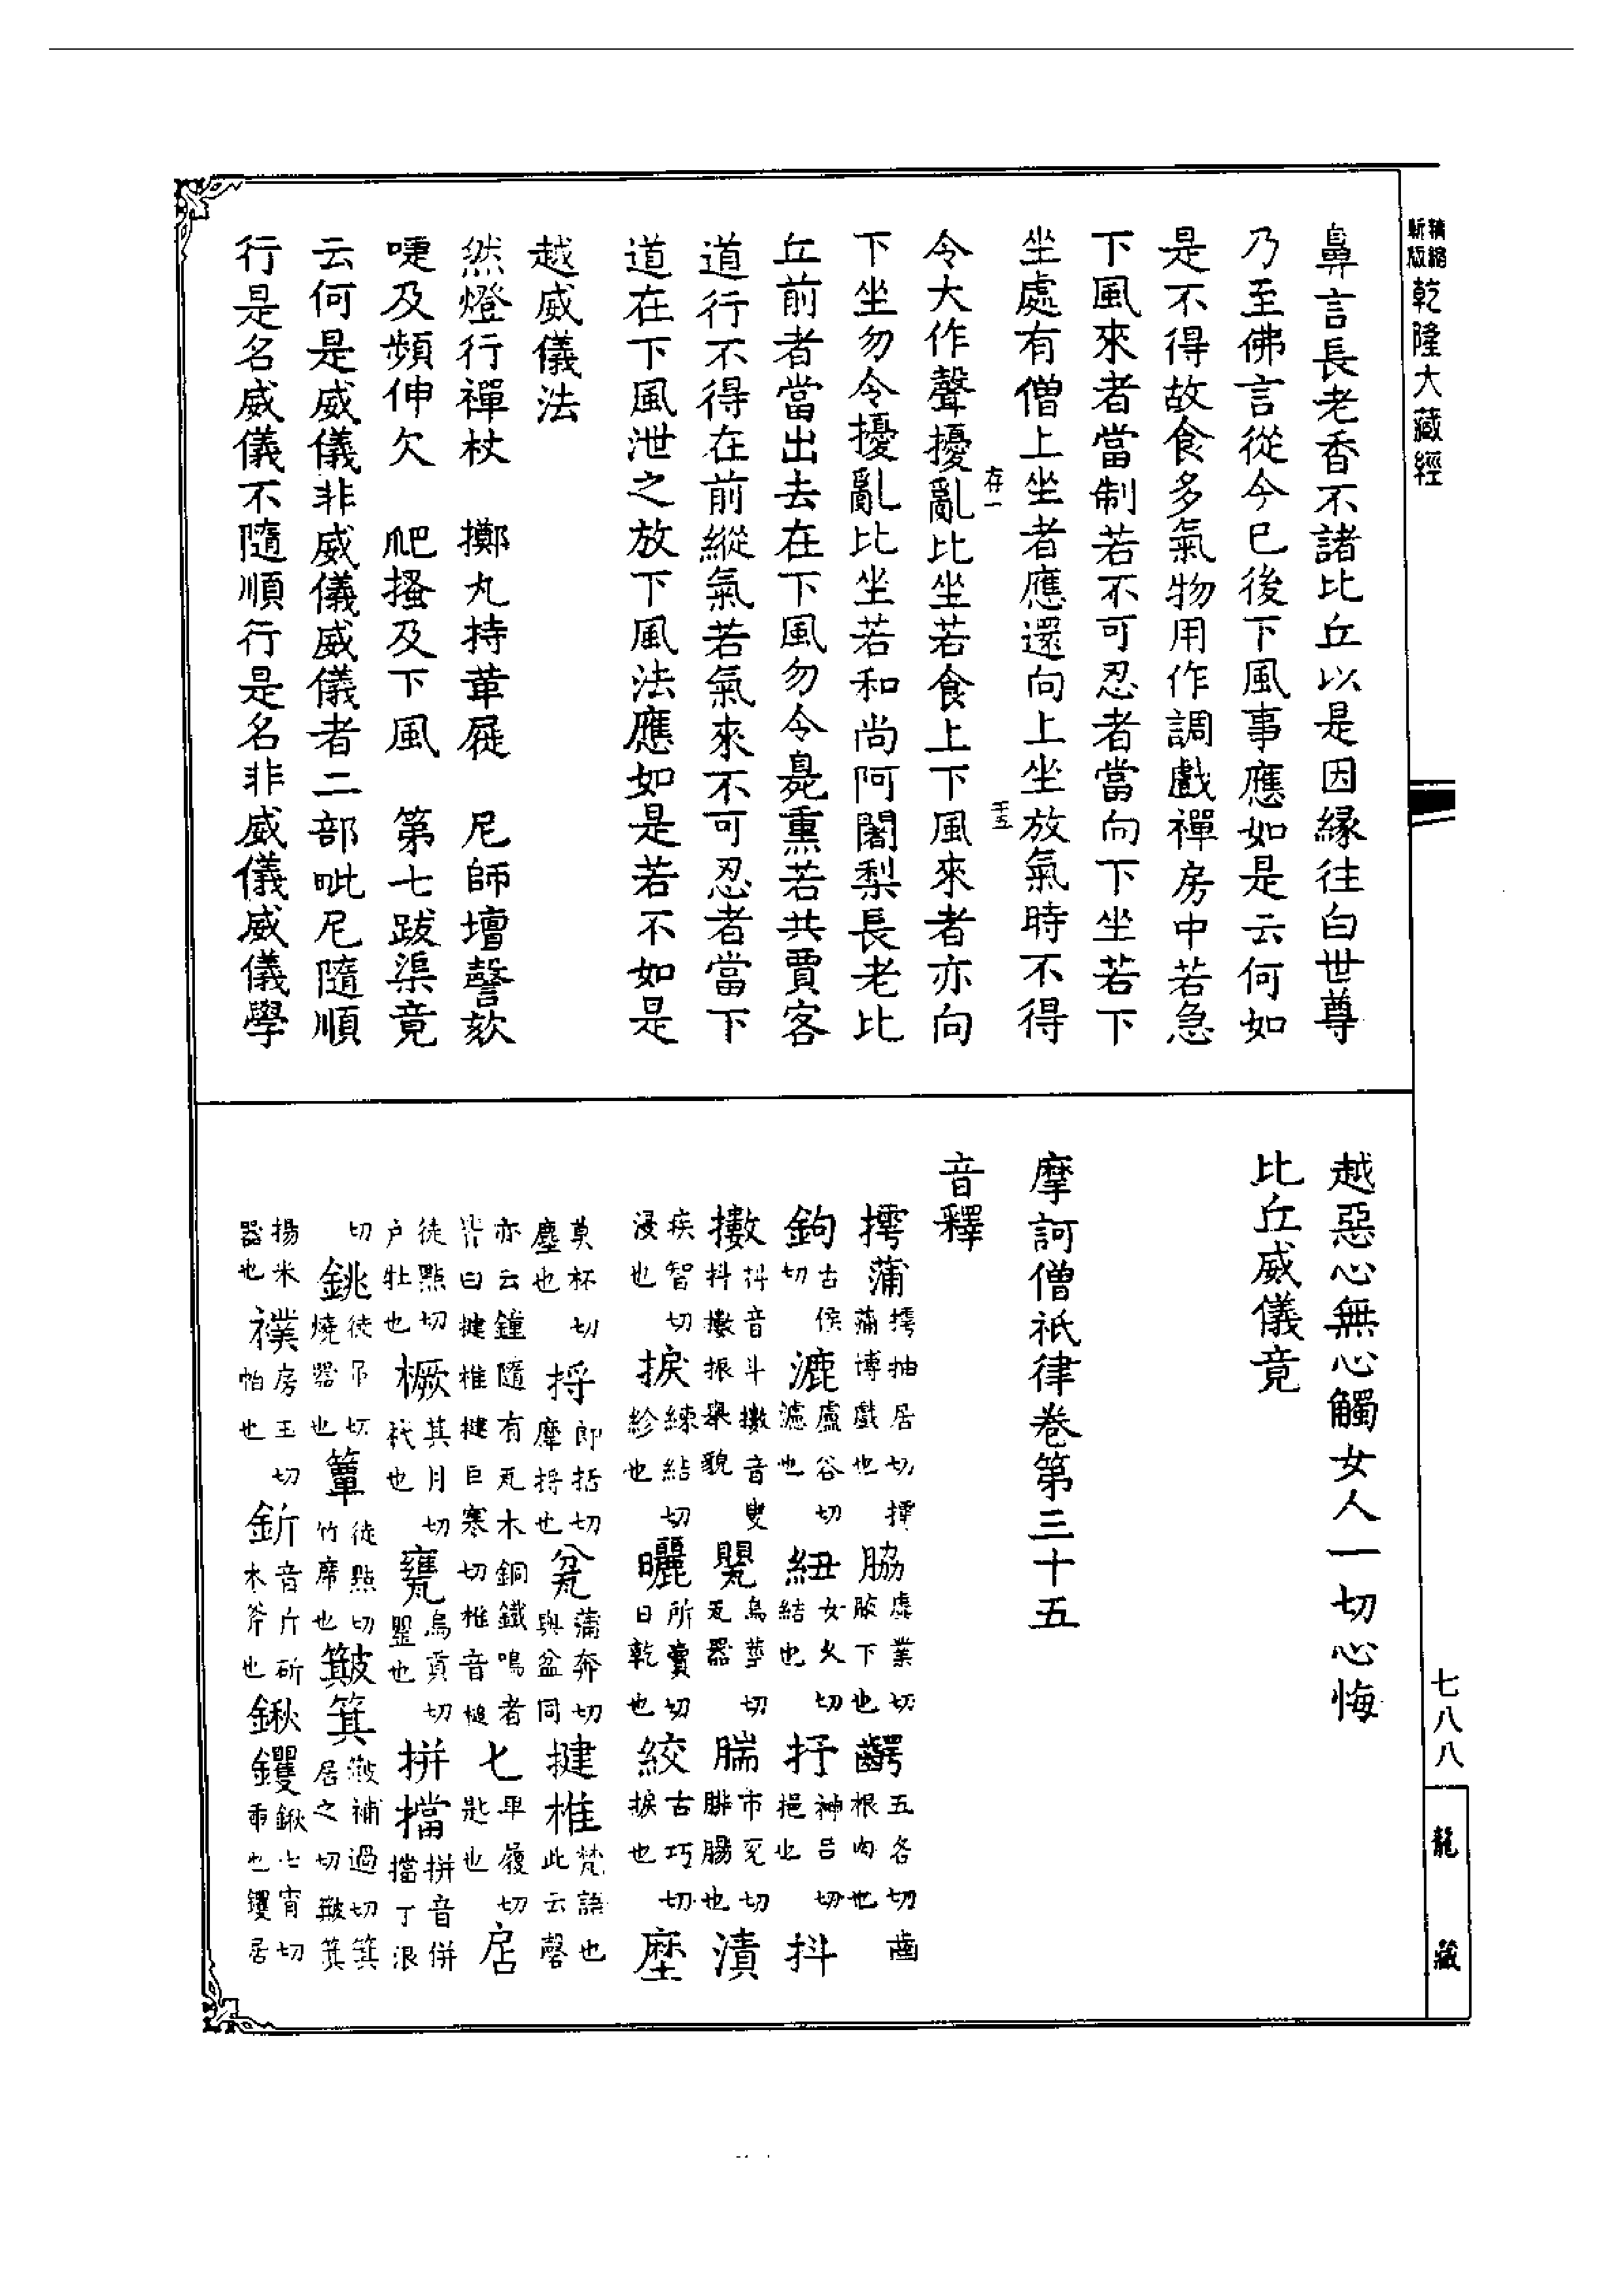 精縮新版 乾隆大藏經
鼻言長老香不諸比丘以是因緣往白世尊
乃至佛言從今已後下風事應如是云何如
是不得故食多氣物用作調戲禪房中若急
下風來者當制若不可忍者當向下坐若下
坐處有僧上坐者應還向上坐放氣時不得
存一
十五
令大作聲擾亂比坐若食上下風來者亦向
下坐勿令擾亂比坐若和尚阿闍梨長老比
丘前者當出去在下風勿令臭熏若共賈客
道行不得在前縱氣若氣來不可忍者當下
道在下風泄之放下風法應如是若不如是
越威儀法
然燈行禪杖 擲丸持革屣 尼師壇謦欬
啑及頻伸欠 爬搔及下風 第七跋渠竟
云何是威儀非威儀威儀者二部毗尼隨順
行是名威儀不隨順行是名非威儀威儀學
越惡心無心觸女人一切心悔
比丘威儀竟
摩訶僧祇律卷第三十五
音釋
摴蒲 摴抽居切摴蒲博戲也 脇 虛業切腋下也 齶 五各切齒根肉也
鉤 古侯切 漉 盧谷切濾也 紐 女久切結也 抒 神呂切挹也 抖
擻 抖音斗擻音叟抖擻振舉貌 甖 烏莖切瓦器 腨 市兗切腓腸也 漬
疾智切浸也 捩 練結切紾也 曬 所賣切日乾也 絞 古巧切捩也 塺
莫杯切塵也 捋 郎括切摩捋也 瓫 蒲奔切與盆同 揵椎 梵語也此云磬
亦云鐘隨有瓦木銅鐵鳴者皆曰揵椎揵巨寒切椎音槌 匕 卑履切匙也 扂
徒點切戶牡也 橛 其月切杙也 甕 烏貢切罌也 拼擋 拼音併擋丁浪
切 銚 徒弔切燒器也 簟 徒點切竹席也 簸箕 簸補過切箕居之切簸箕
揚米器也 襆 房玉切帕也 釿 音斤斫木斧也 鍬钁 鍬七宵切臿也钁居
七八八
龍 藏